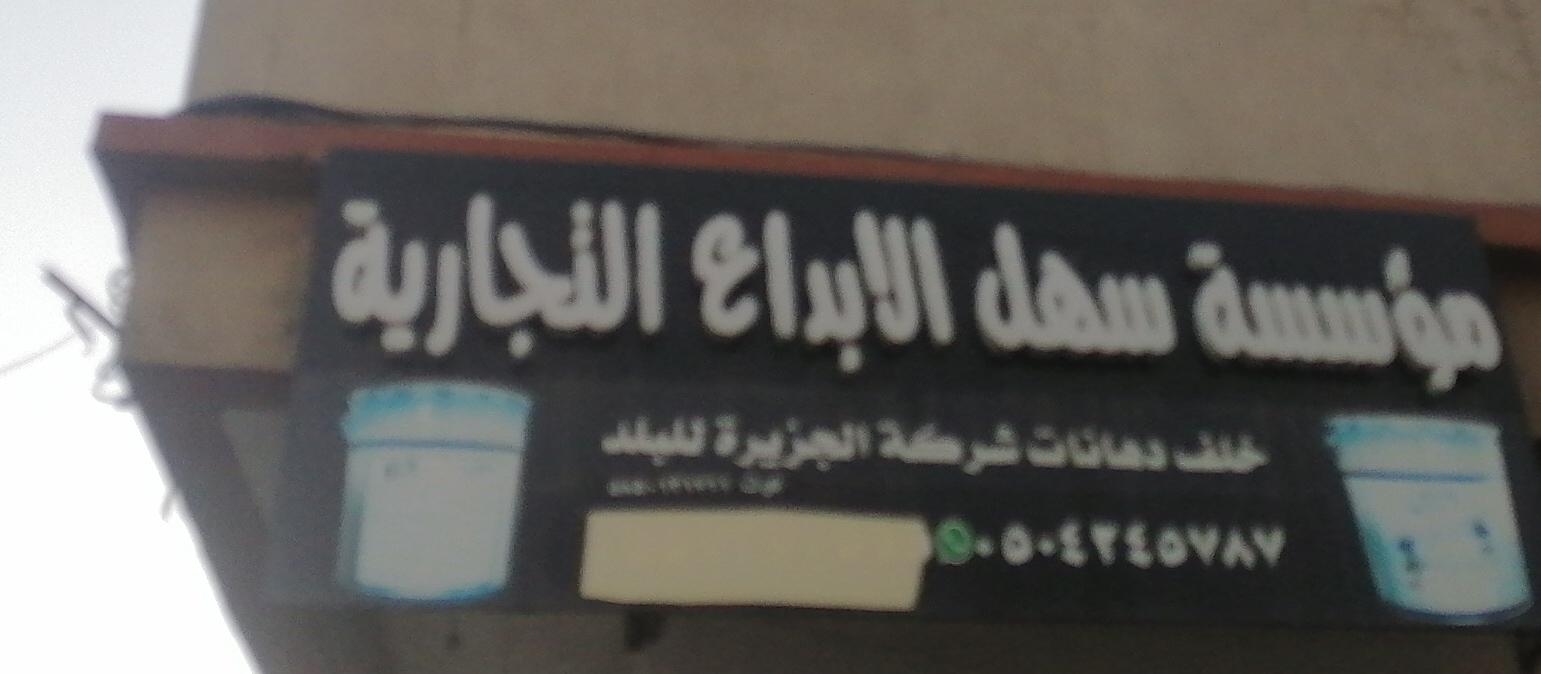 مؤسسة سهل الابداع التجارية
خلف دهانات شركة الجزيرة للبلد
٠٥٠٤٢٤٥٧٨٧